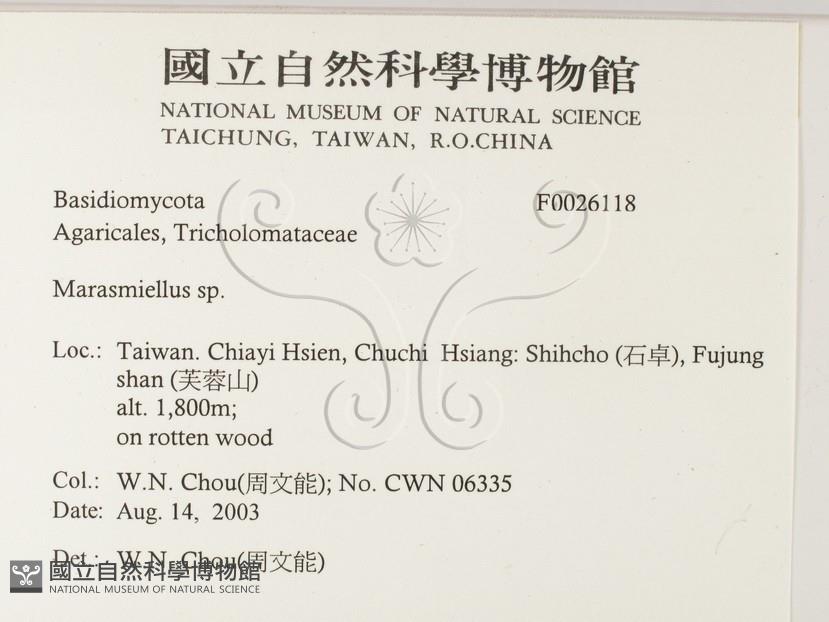 國立自然科學博物館
NATIONAL MUSEUM OF NATURAL SCIENCE
TAICHUNG, TAIWAN, R.O.CHINA
Basidiomycota F0026118
Agaricales, Tricholomataceae
Marasmiellus sp.
Loc.: Taiwan. Chiayi Hsien, Chuchi Hsiang: Shihcho (石卓), Fujung
shan (芙蓉山)
alt. 1,800m;
on rotten wood
Col.: W.N. Chou(周文能); No. CWN 06335
Date: Aug. 14, 2003
Det.: W.N. Chou(周文能)
國立自然科學博物館
NATIONAL MUSEUM OF NATURAL SCIENCE